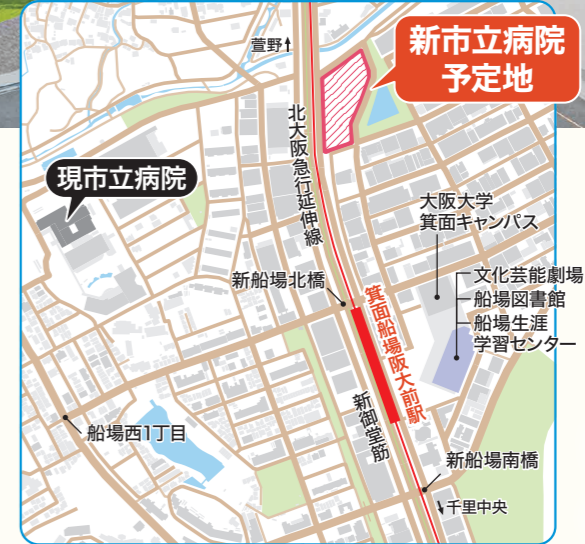 萱野↑
新市立病院
予定地
現市立病院
北大阪急行延伸線
大阪大学
箕面キャンパス
新船場北橋
文化芸能劇場
船場図書館
船場生涯
学習センター
箕面船場阪大前駅
新御堂筋
船場西1丁目
新船場南橋
↓千里中央